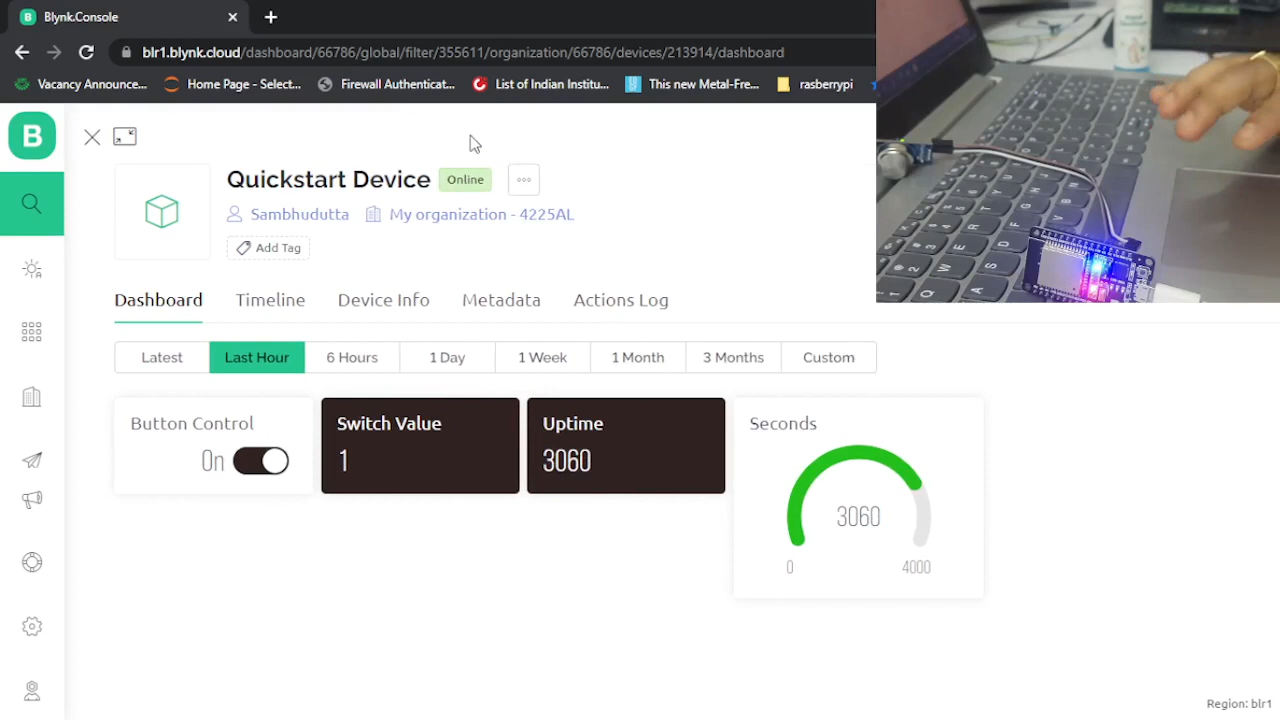 B Blynk.Console
blr1.blynk.cloud/dashboard/66786/global/filter/355611/organization/66786/devices/213914/dashboard
Vacancy Announce... Home Page - Select... Firewall Authenticat... List of Indian Institu... This new Metal-Fre... rasberrypi
B
Quickstart Device Online
Sambhudutta My organization - 4225AL
Add Tag
Dashboard Timeline Device Info Metadata Actions Log
Latest Last Hour 6 Hours 1 Day 1 Week 1 Month 3 Months Custom
Button Control Switch Value Uptime Seconds
On 1 3060
3060
0 4000
Region: blr1